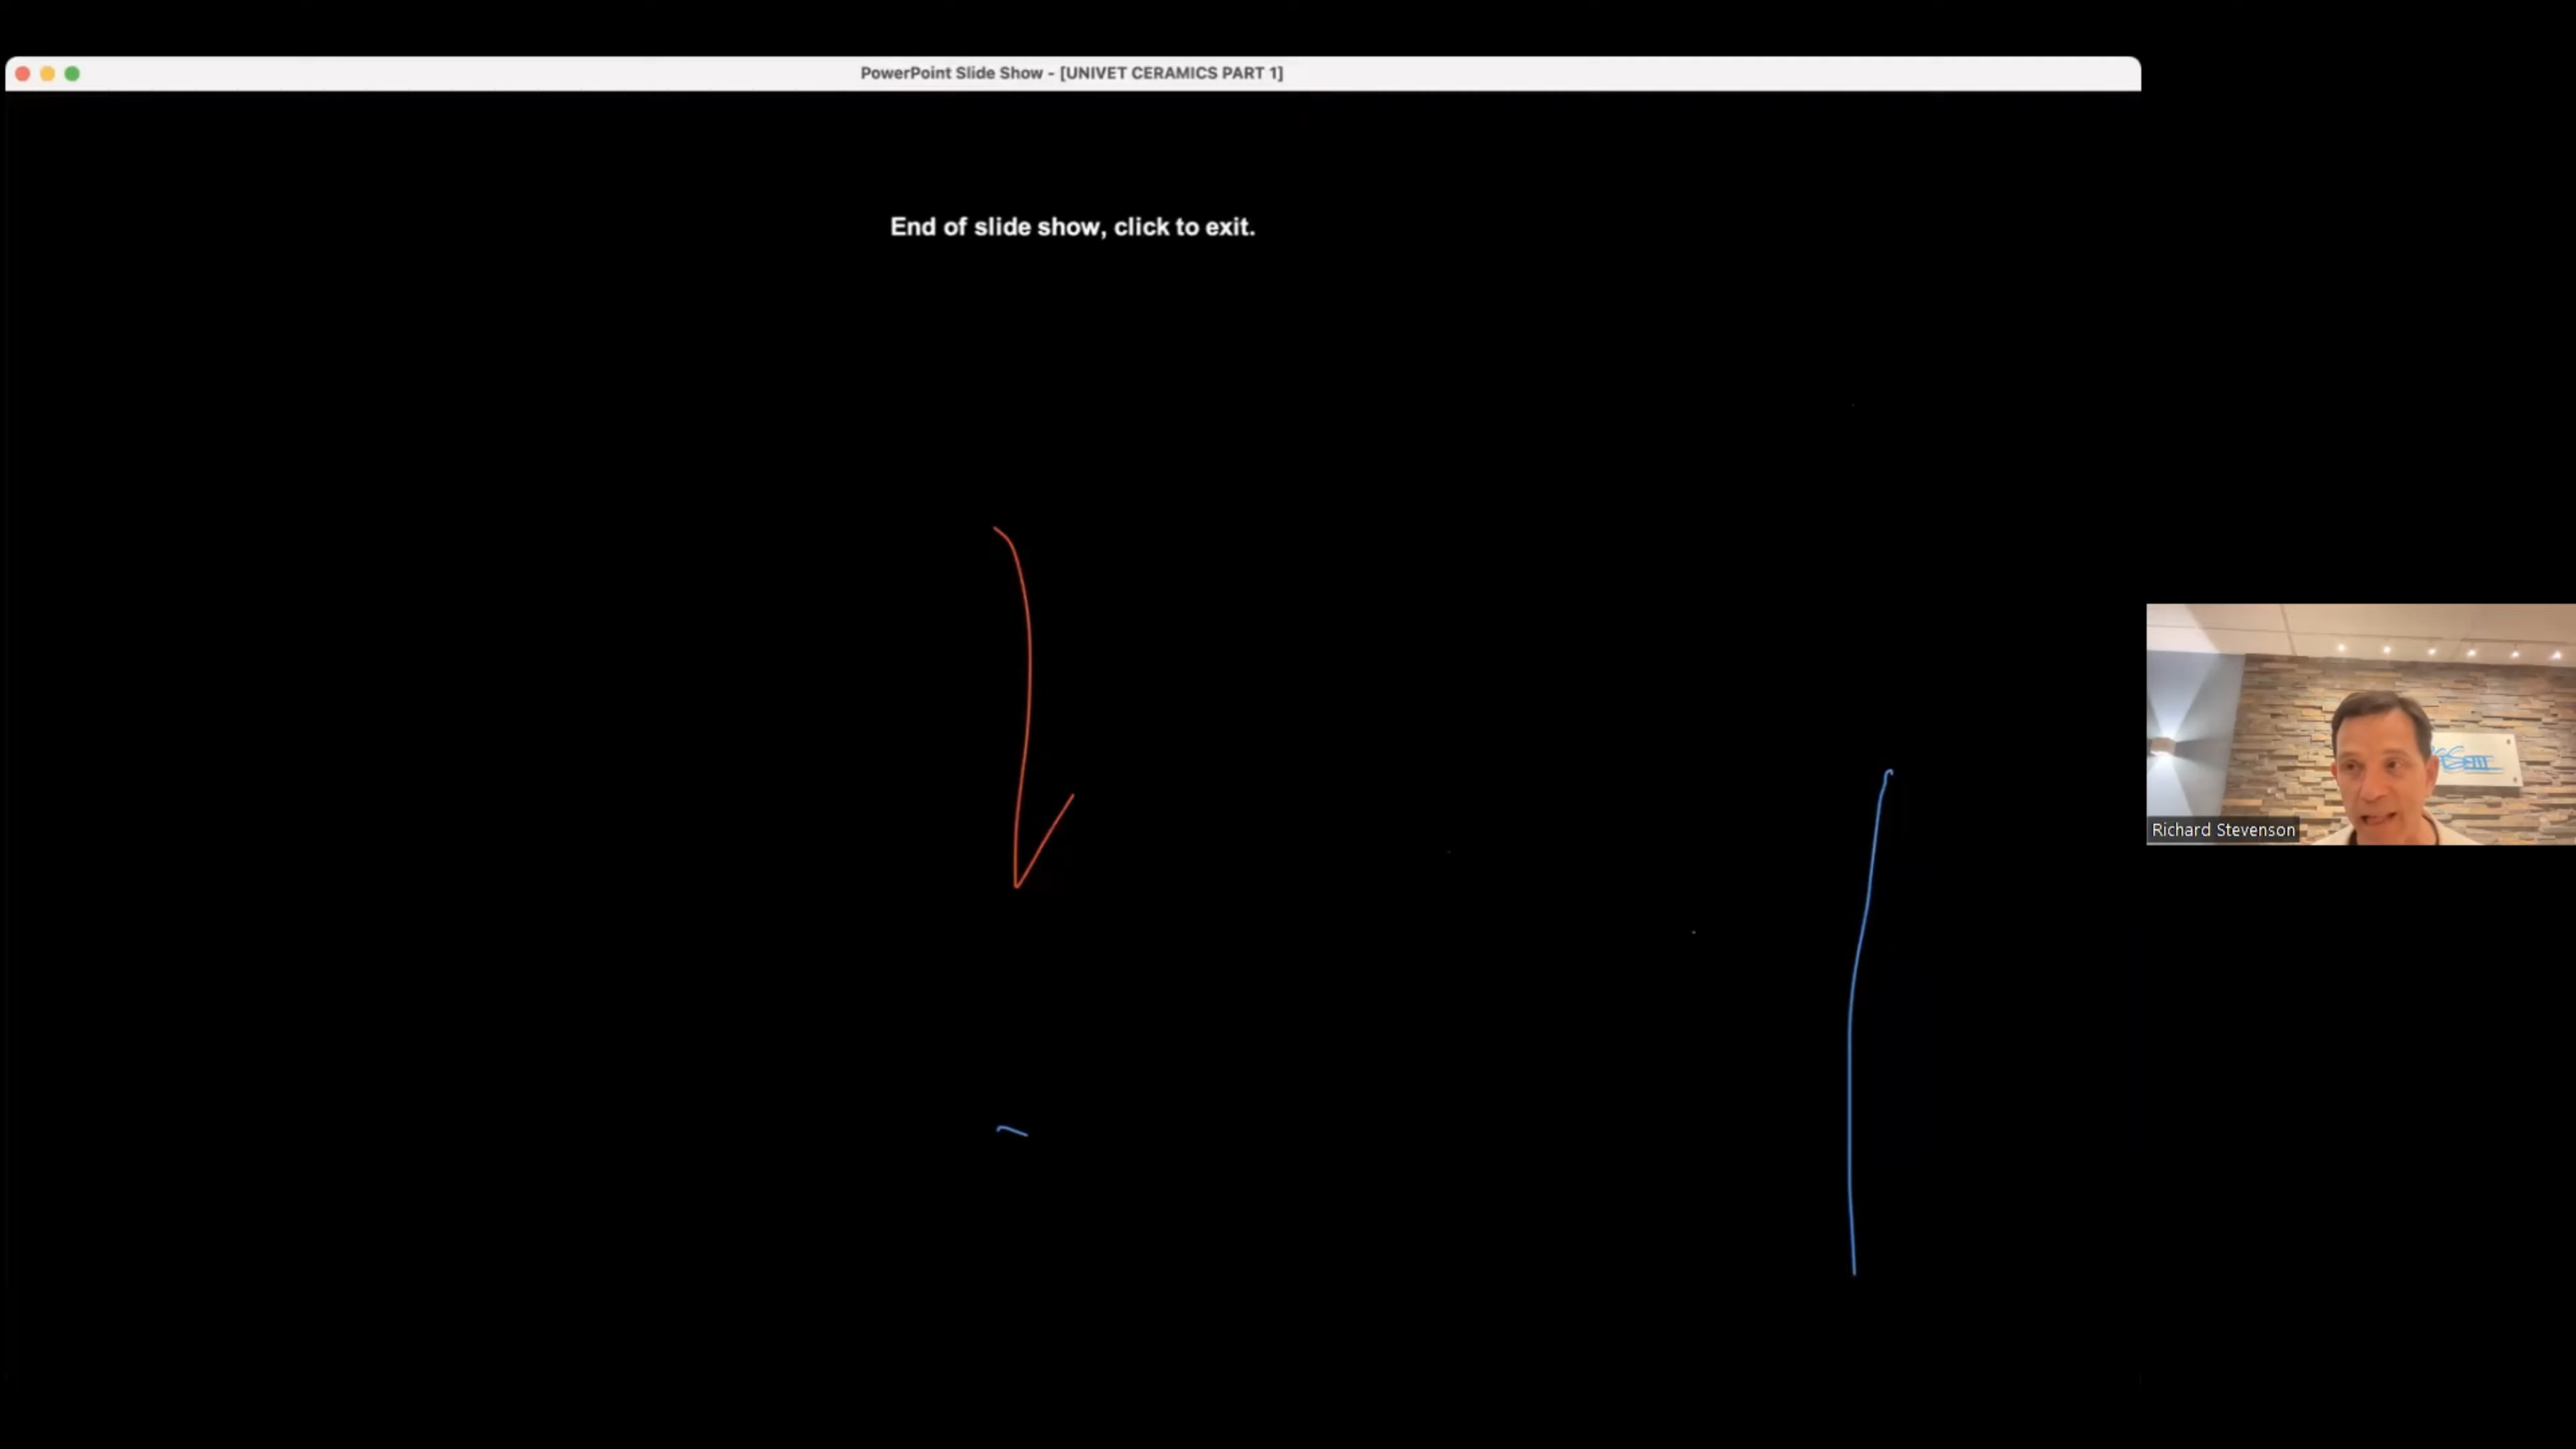 PowerPoint Slide Show - [UNIVET CERAMICS PART 1]
End of slide show, click to exit.
Richard Stevenson